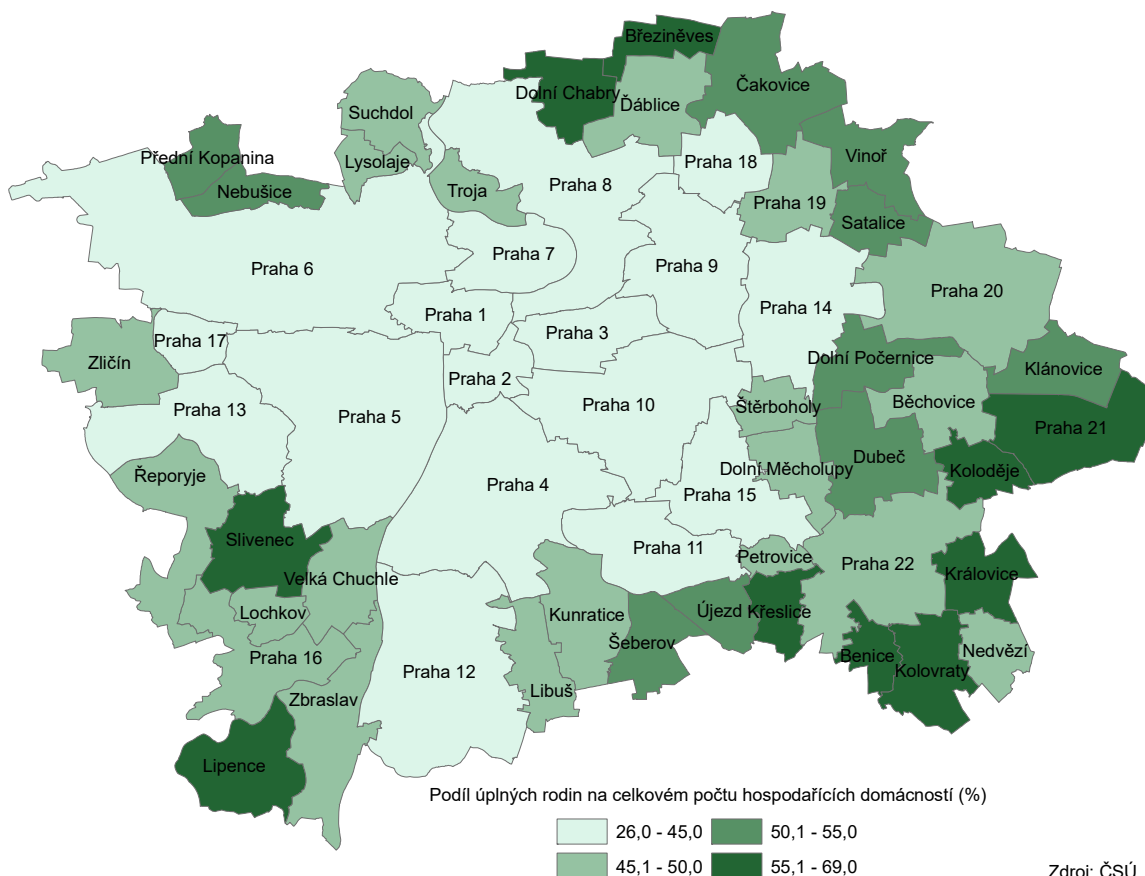 Březiněves
Dolní Chabry
Čakovice
Ďáblice
Suchdol
Přední Kopanina
Lysolaje
Praha 18
Vinoř
Nebušice
Troja
Praha 8
Praha 19
Satalice
Praha 7
Praha 6
Praha 9
Praha 20
Praha 1
Praha 14
Praha 3
Praha 17
Zličín
Dolní Počernice
Klánovice
Praha 2
Praha 13
Praha 5
Praha 10
Štěrboholy
Běchovice
Praha 21
Dubeč
Řeporyje
Dolní Měcholupy
Koloděje
Praha 4
Praha 15
Slivenec
Praha 11
Petrovice
Praha 22
Velká Chuchle
Královice
Lochkov
Kunratice
Újezd
Křeslice
Šeberov
Nedvězí
Praha 16
Benice
Praha 12
Kolovraty
Zbraslav
Libuš
Lipence
Podíl úplných rodin na celkovém počtu hospodařících domácností (%)
26,0 - 45,0
50,1 - 55,0
45,1 - 50,0
55,1 - 69,0
Zdroj: ČSÚ